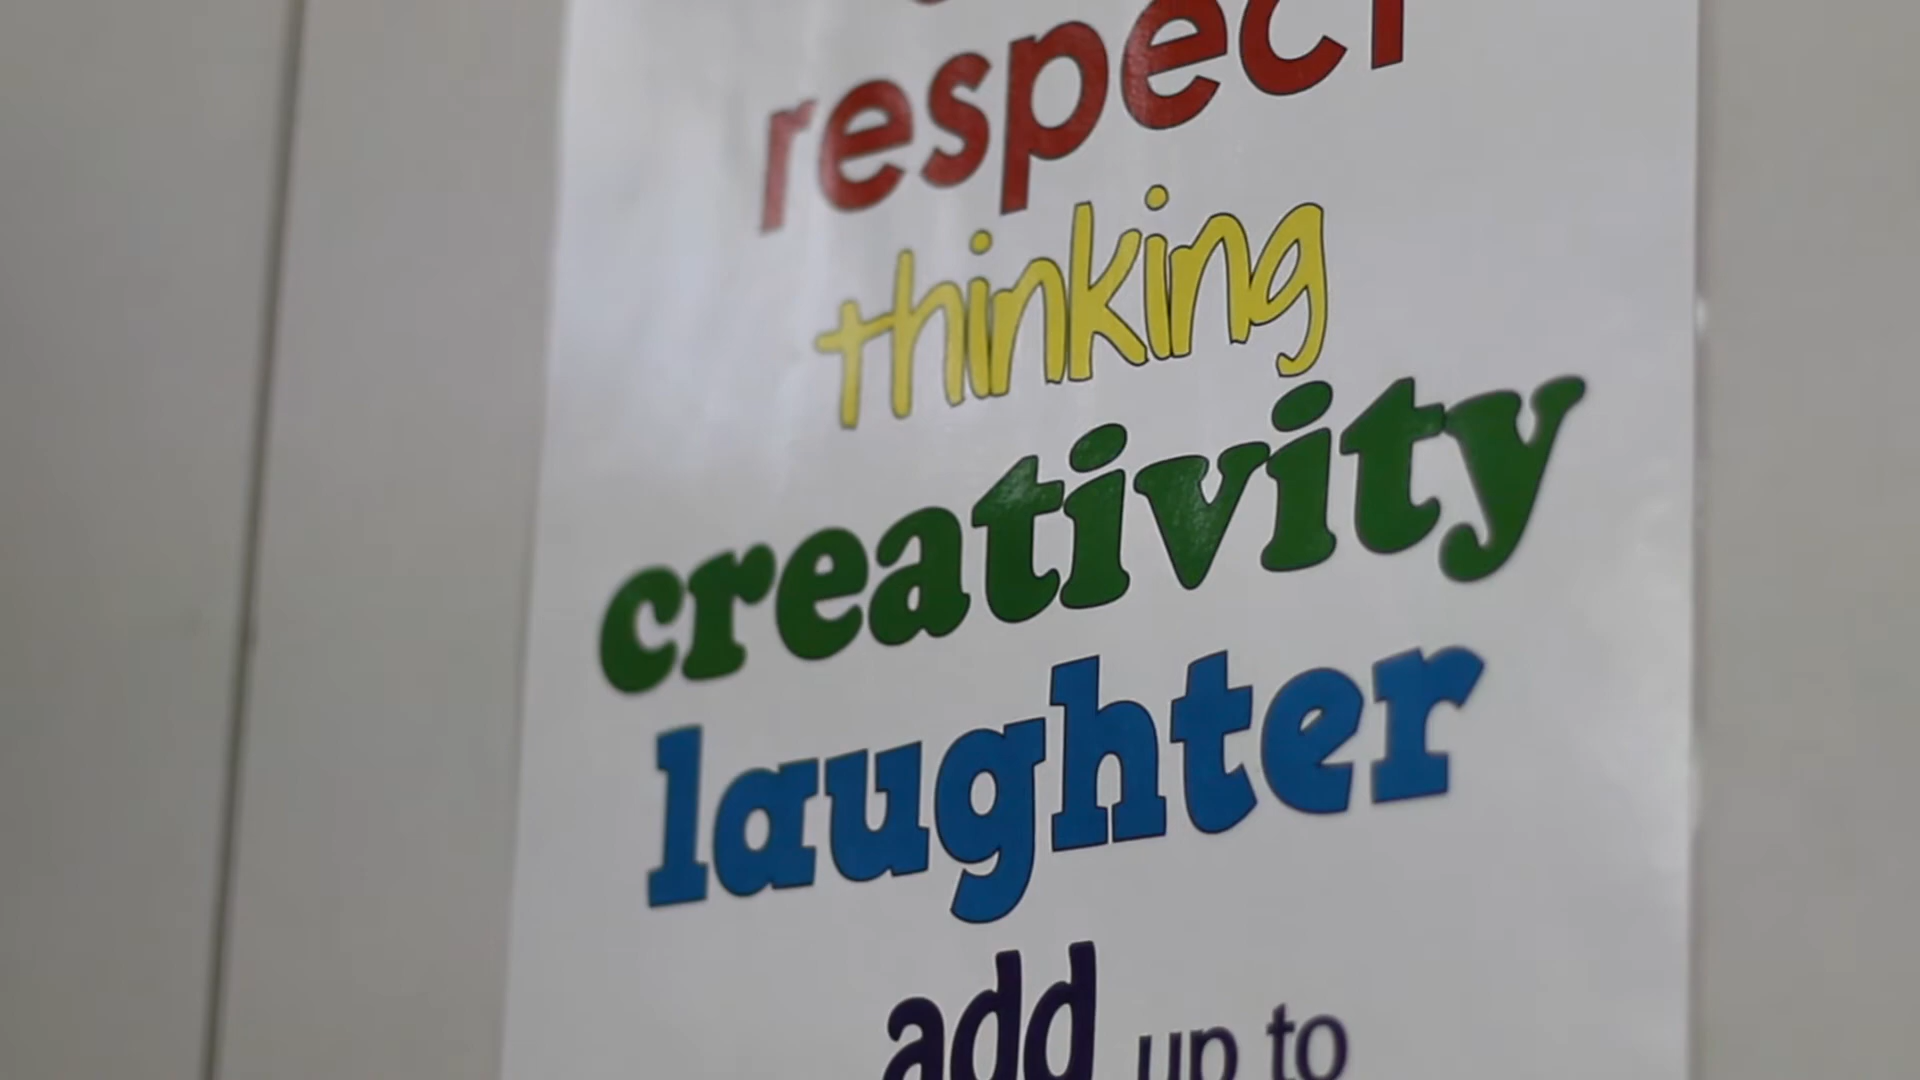 respect
thinking
creativity
laughter
add up to